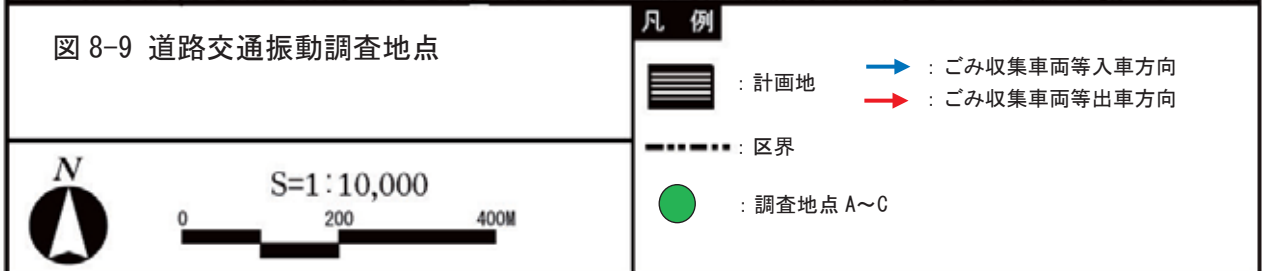 図 8-9 道路交通振動調査地点
N
S=1:10,000
0 200 400M
凡 例
：計画地
：ごみ収集車両等入車方向
：ごみ収集車両等出車方向
：区界
：調査地点 A～C